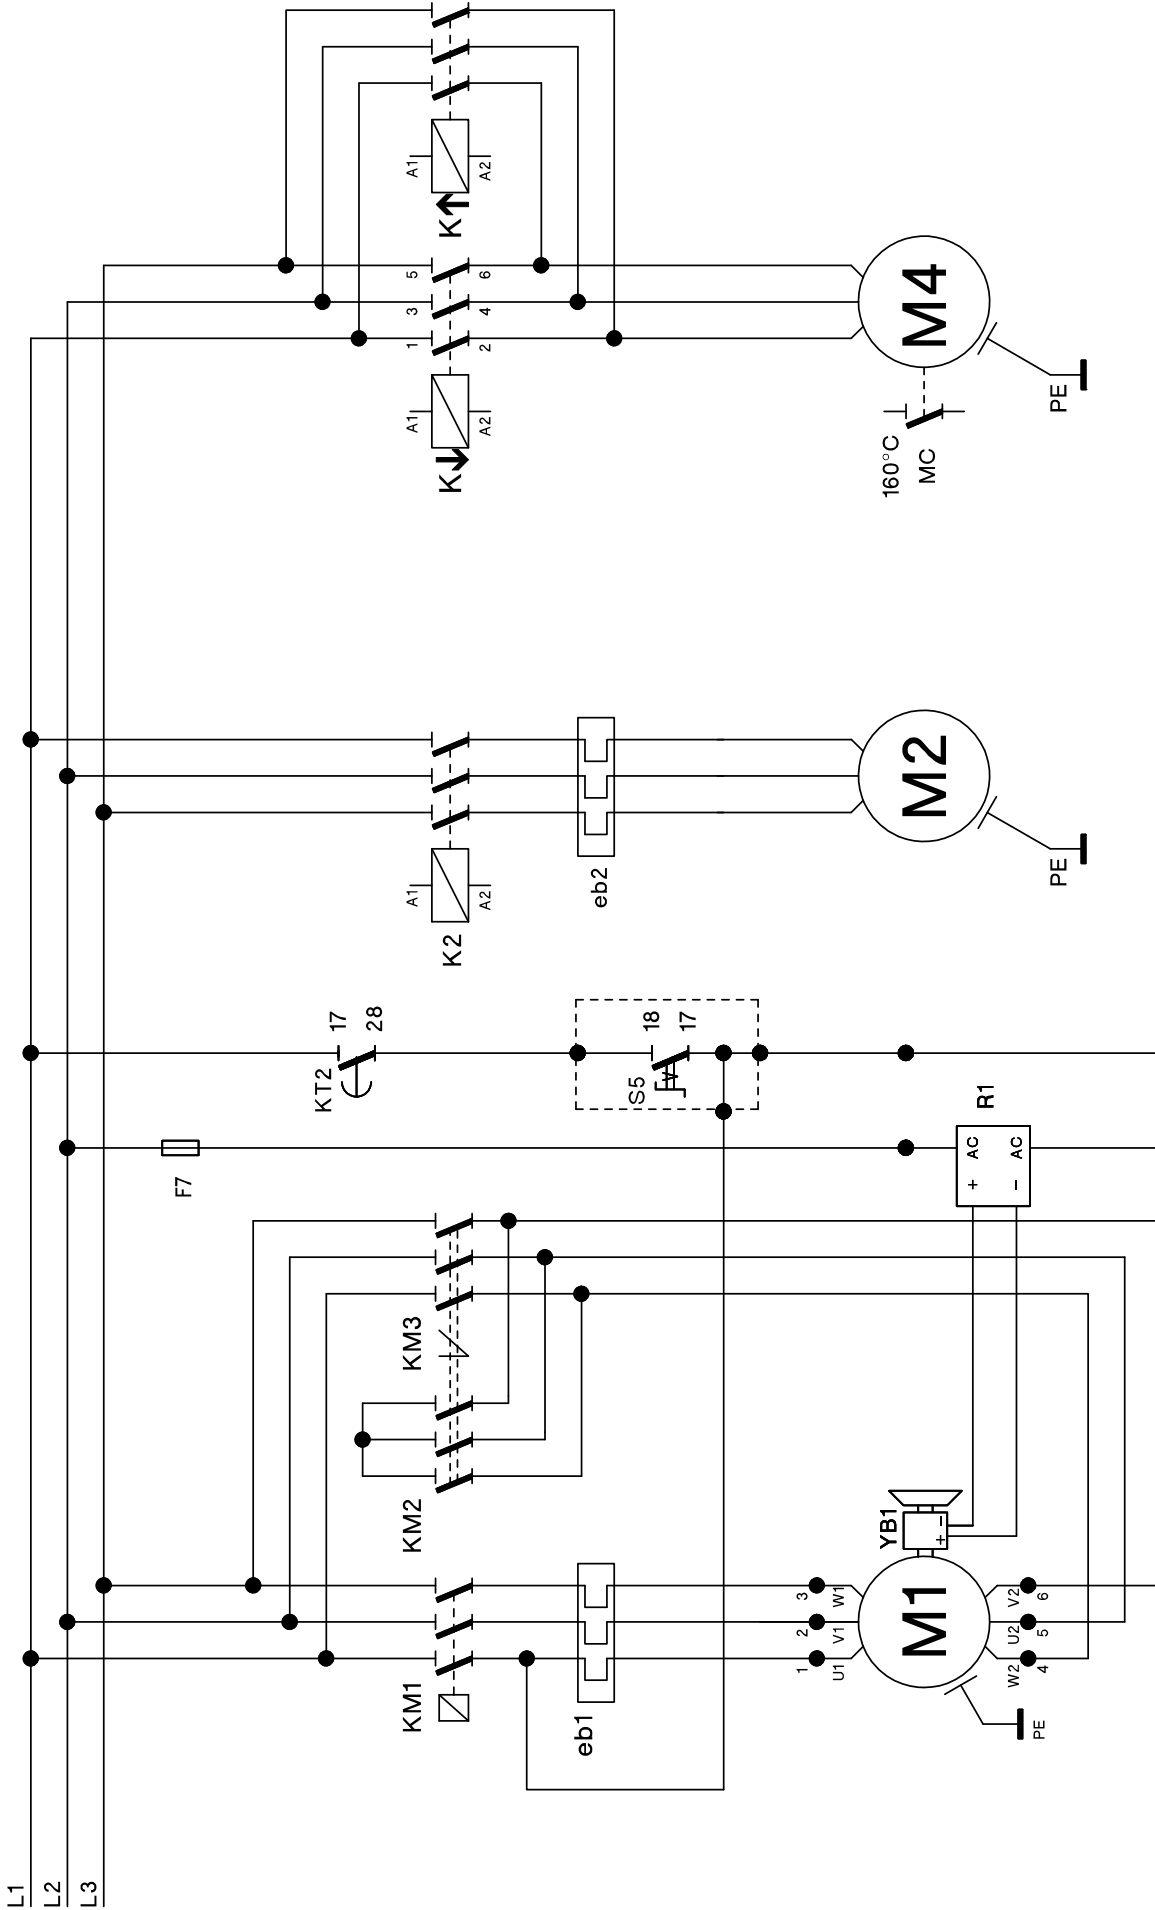 L1
L2
L3
KM1
eb1
1
2
3
U1
V1
W1
M1
W2
U2
V2
4
5
6
PE
YB1
+
−
KM2
KM3
F7
R1
+
−
AC
AC
KT2
17
28
S5
18
17
K2
A1
A2
eb2
M2
PE
K↓
A1
A2
1
3
5
2
4
6
K↑
A1
A2
160°C
MC
M4
PE